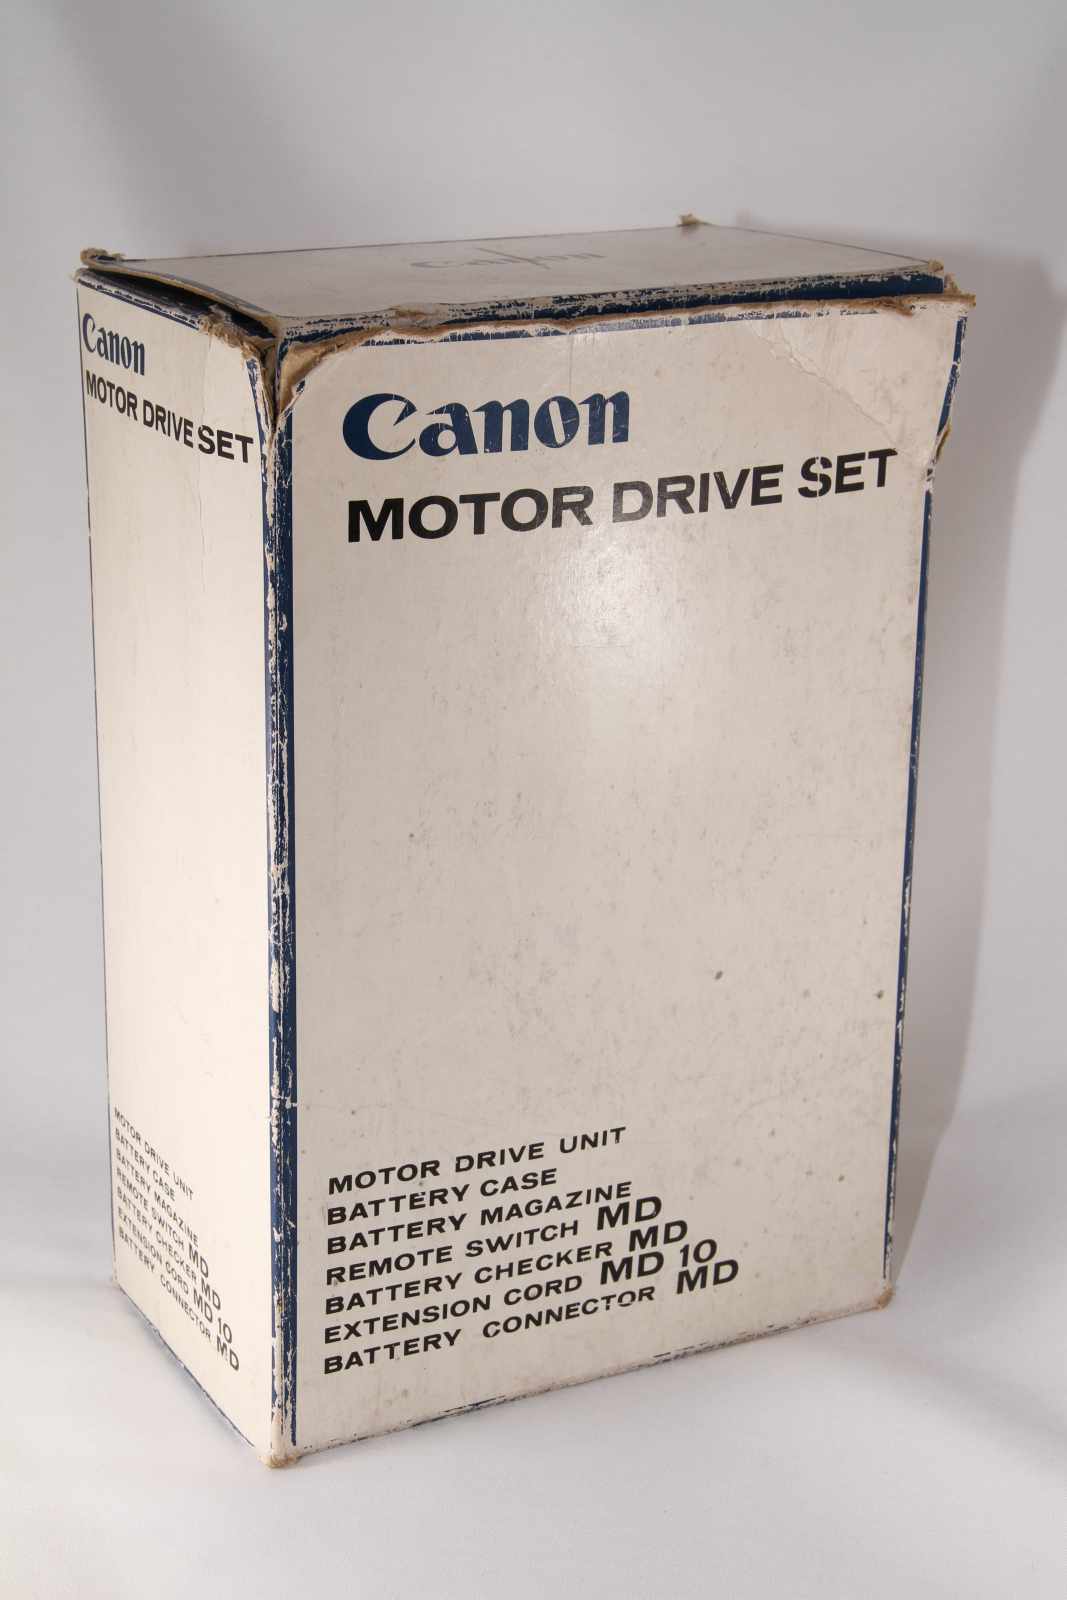 Canon
Canon
MOTOR DRIVE SET
MOTOR DRIVE UNIT
BATTERY CASE
BATTERY MAGAZINE
REMOTE SWITCH MD
BATTERY CHECKER MD
EXTENSION CORD MD 10
BATTERY CONNECTOR MD
Canon
MOTOR DRIVE SET
MOTOR DRIVE UNIT
BATTERY CASE
BATTERY MAGAZINE
REMOTE SWITCH MD
BATTERY CHECKER MD
EXTENSION CORD MD 10
BATTERY CONNECTOR MD